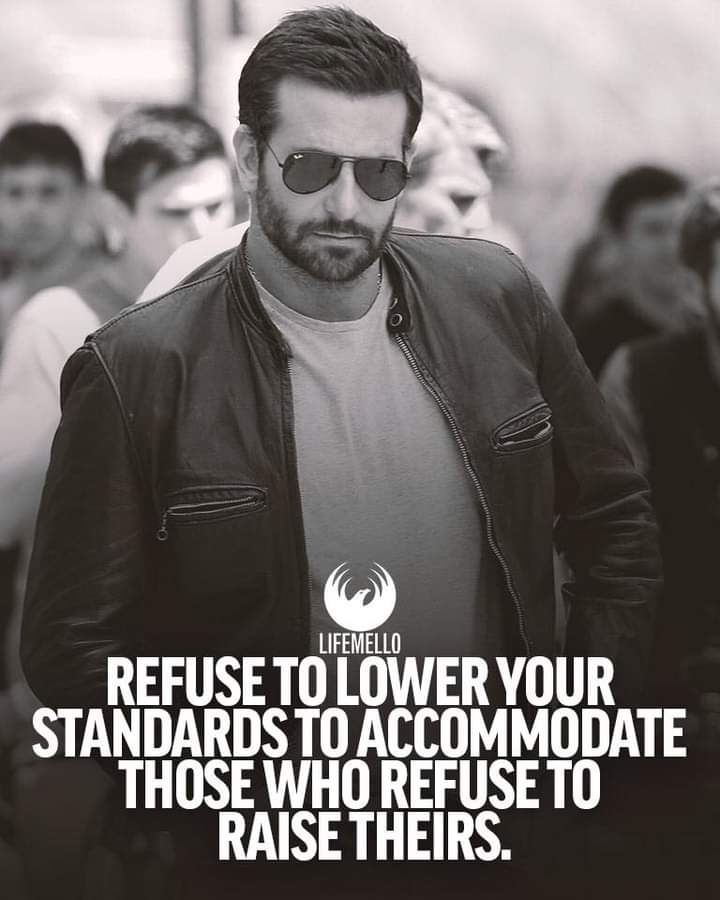 LIFEMELLO
REFUSE TO LOWER YOUR
STANDARDS TO ACCOMMODATE
THOSE WHO REFUSE TO
RAISE THEIRS.